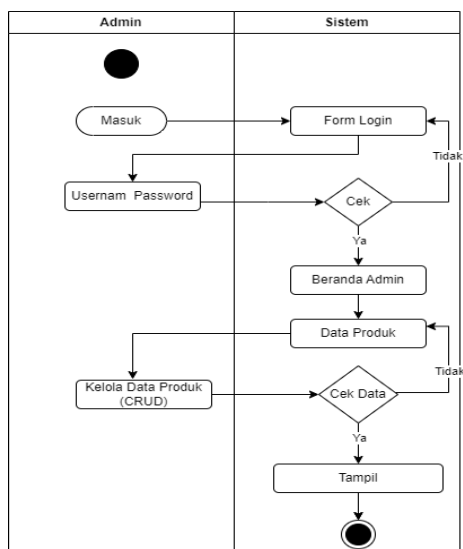 Admin
Sistem
Masuk
Form Login
Tidak
Usernam Password
Cek
Ya
Beranda Admin
Data Produk
Tidak
Kelola Data Produk
(CRUD)
Cek Data
Ya
Tampil